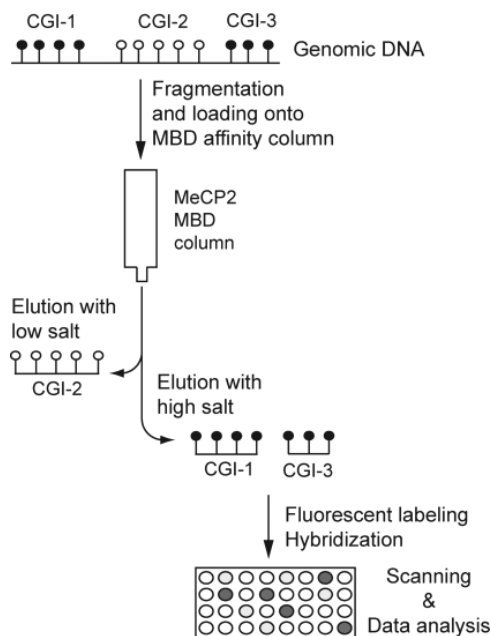 CGI-1 CGI-2 CGI-3
Genomic DNA
Fragmentation
and loading onto
MBD affinity column
MeCP2
MBD
column
Elution with
low salt
CGI-2
Elution with
high salt
CGI-1 CGI-3
Fluorescent labeling
Hybridization
Scanning
&
Data analysis